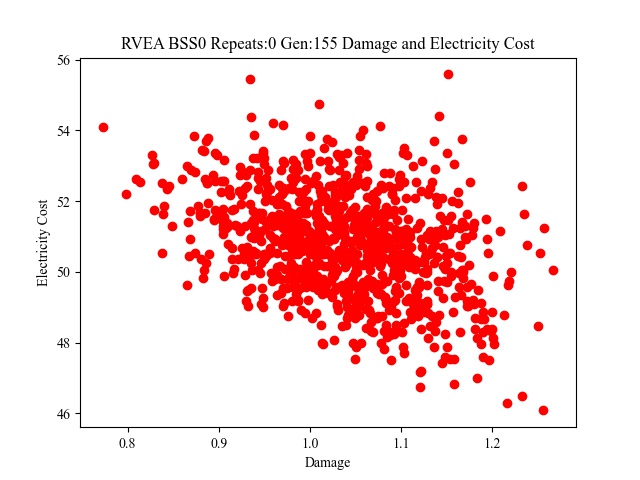 RVEA BSS0 Repeats:0 Gen:155 Damage and Electricity Cost
56
54
52
50
48
46
Electricity Cost
0.8 0.9 1.0 1.1 1.2
Damage